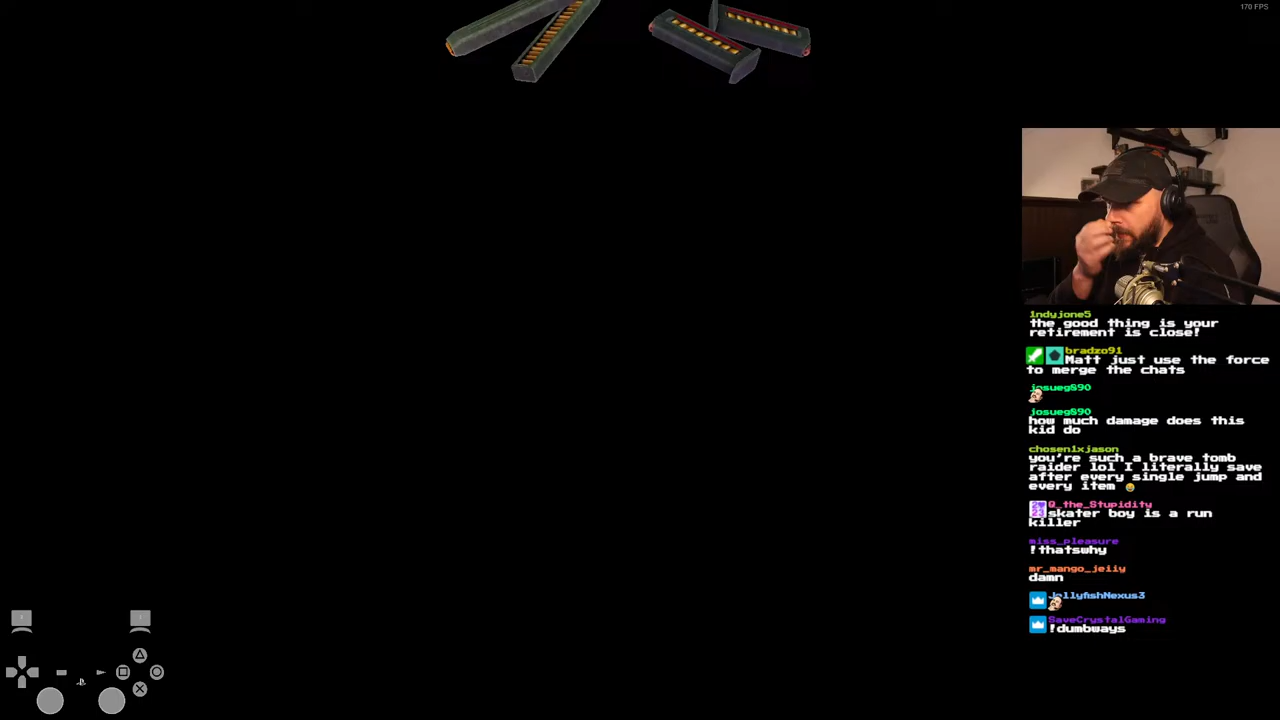 170 FPS
indyjone5
the good thing is your
retirement is close!
bradzo91
Matt just use the force
to merge the chats
josueg890
josueg890
how much damage does this
kid do
chosen1xjason
you're such a brave tomb
raider lol I literally save
after every single jump and
every item
Q_the_Stupidity
skater boy is a run
killer
miss_pleasure
!thatswhy
mr_mango_jeiiy
damn
JellyfishNexus3
SaveCrystalGaming
!dumbways